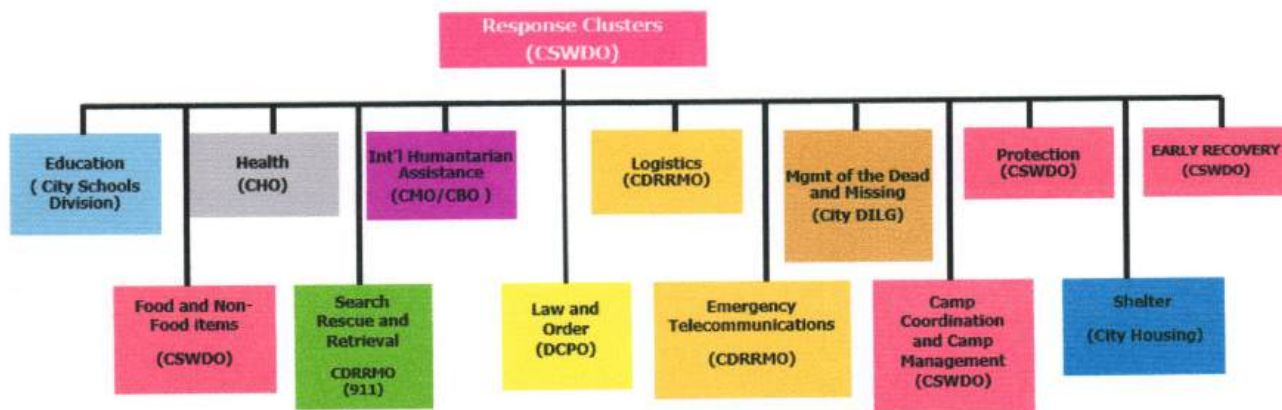 Response Clusters
(CSWDO)
Education
( City Schools
Division)
Health
(CHO)
Int'l Humantarian
Assistance
(CMO/CBO )
Logistics
(CDRRMO)
Mgmt of the Dead
and Missing
(City DILG)
Protection
(CSWDO)
EARLY RECOVERY
(CSWDO)
Food and Non-
Food items
(CSWDO)
Search
Rescue and
Retrieval
CDRRMO
(911)
Law and
Order
(DCPO)
Emergency
Telecommunications
(CDRRMO)
Camp
Coordination
and Camp
Management
(CSWDO)
Shelter
(City Housing)